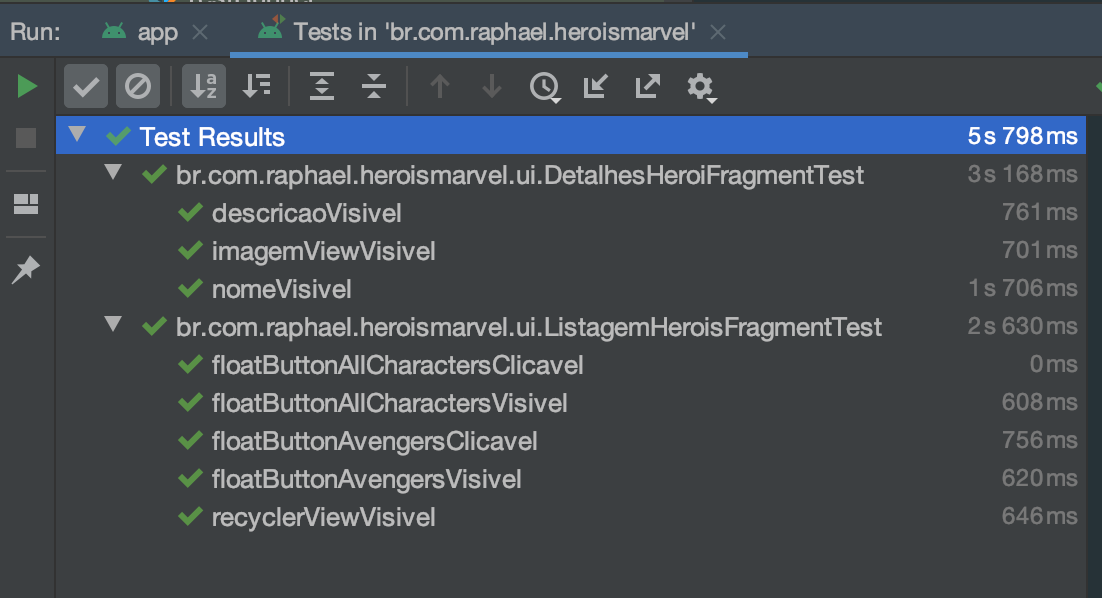 Run: app Tests in 'br.com.raphael.heroismarvel'
Test Results 5 s 798 ms
br.com.raphael.heroismarvel.ui.DetalhesHeroiFragmentTest 3 s 168 ms
descricaoVisivel 761 ms
imagemViewVisivel 701 ms
nomeVisivel 1 s 706 ms
br.com.raphael.heroismarvel.ui.ListagemHeroisFragmentTest 2 s 630 ms
floatButtonAllCharactersClicavel 0 ms
floatButtonAllCharactersVisivel 608 ms
floatButtonAvengersClicavel 756 ms
floatButtonAvengersVisivel 620 ms
recyclerViewVisivel 646 ms